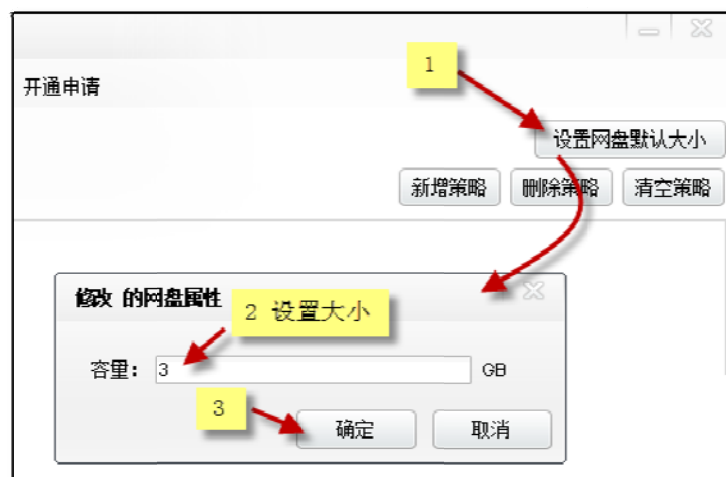 1
开通申请
设置网盘默认大小
新增策略 删除策略 清空策略
修改 的网盘属性
2 设置大小
容量： 3 GB
3
确定 取消